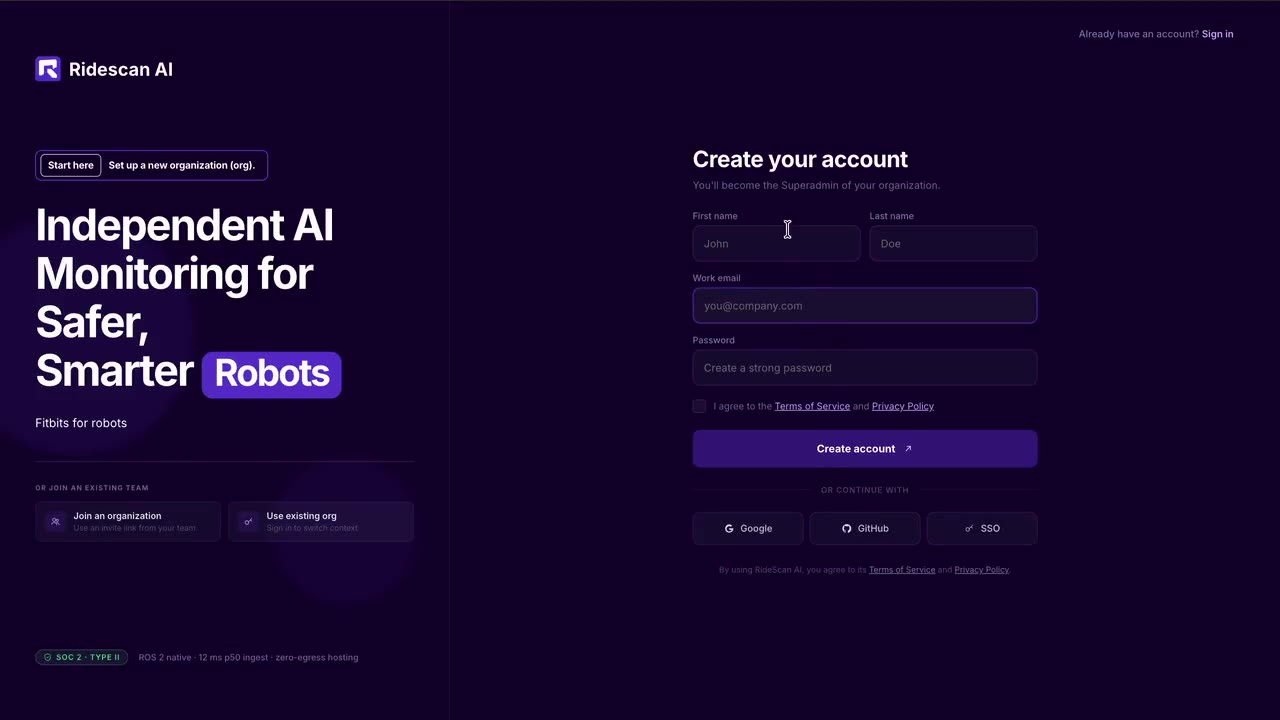 Already have an account? Sign in
Ridescan AI
Start here Set up a new organization (org).
Independent AI
Monitoring for
Safer,
Smarter Robots
Fitbits for robots
OR JOIN AN EXISTING TEAM
Join an organization
Use an invite link from your team
Use existing org
Sign in to switch context
SOC 2 · TYPE II
ROS 2 native · 12 ms p50 ingest · zero-egress hosting
Create your account
You'll become the Superadmin of your organization.
First name
Last name
John
Doe
Work email
you@company.com
Password
Create a strong password
I agree to the Terms of Service and Privacy Policy
Create account ↗
OR CONTINUE WITH
Google
GitHub
SSO
By using RideScan AI, you agree to its Terms of Service and Privacy Policy.